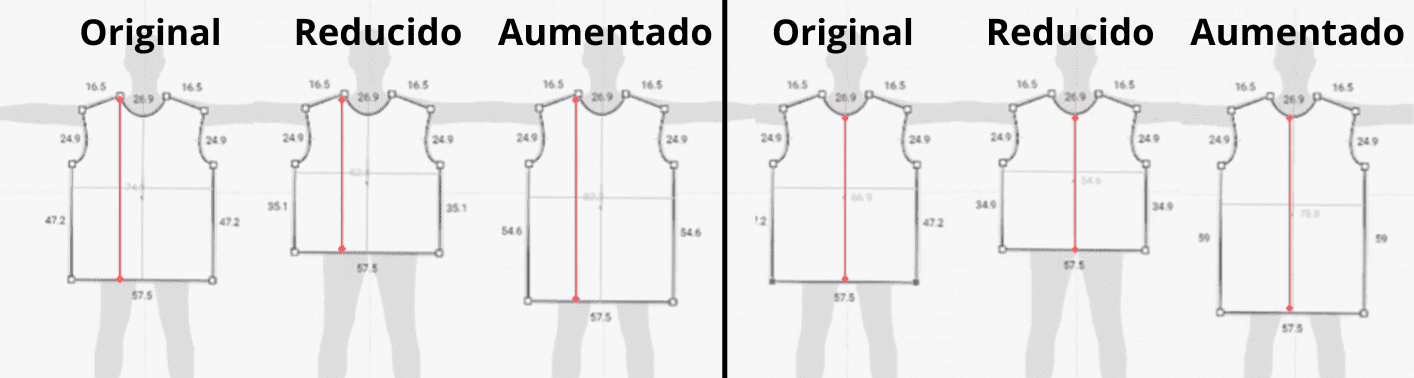 Original Reducido Aumentado Original Reducido Aumentado
16.5 16.5 16.5 16.5 16.5 16.5 16.5 16.5 16.5 16.5 16.5 16.5
26.9 26.9 26.9 26.9 26.9 26.9
24.9 24.9 24.9 24.9 24.9 24.9 24.9 24.9 24.9 24.9 24.9 24.9
66.9 54.6
47.2 47.2 35.1 35.1 54.6 54.6 7.2 47.2 34.9 34.9 59 59
57.5 57.5 57.5 57.5 57.5 57.5